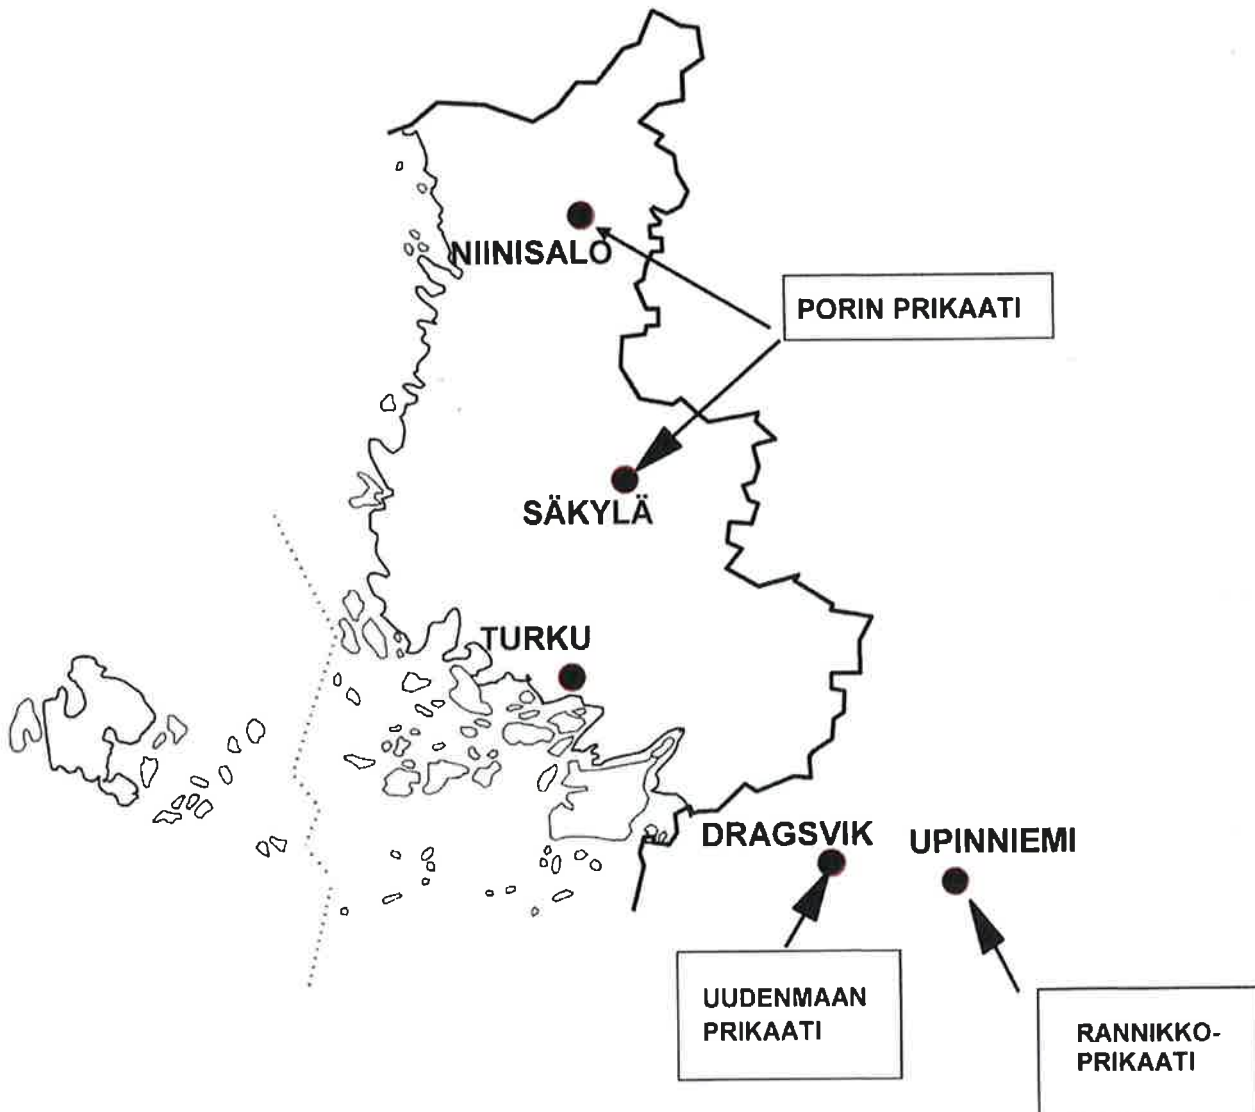 NIINISALO
PORIN PRIKAATI
SÄKYLÄ
TURKU
DRAGSVIK
UPINNIEMI
UUDENMAAN
PRIKAATI
RANNIKKO-
PRIKAATI